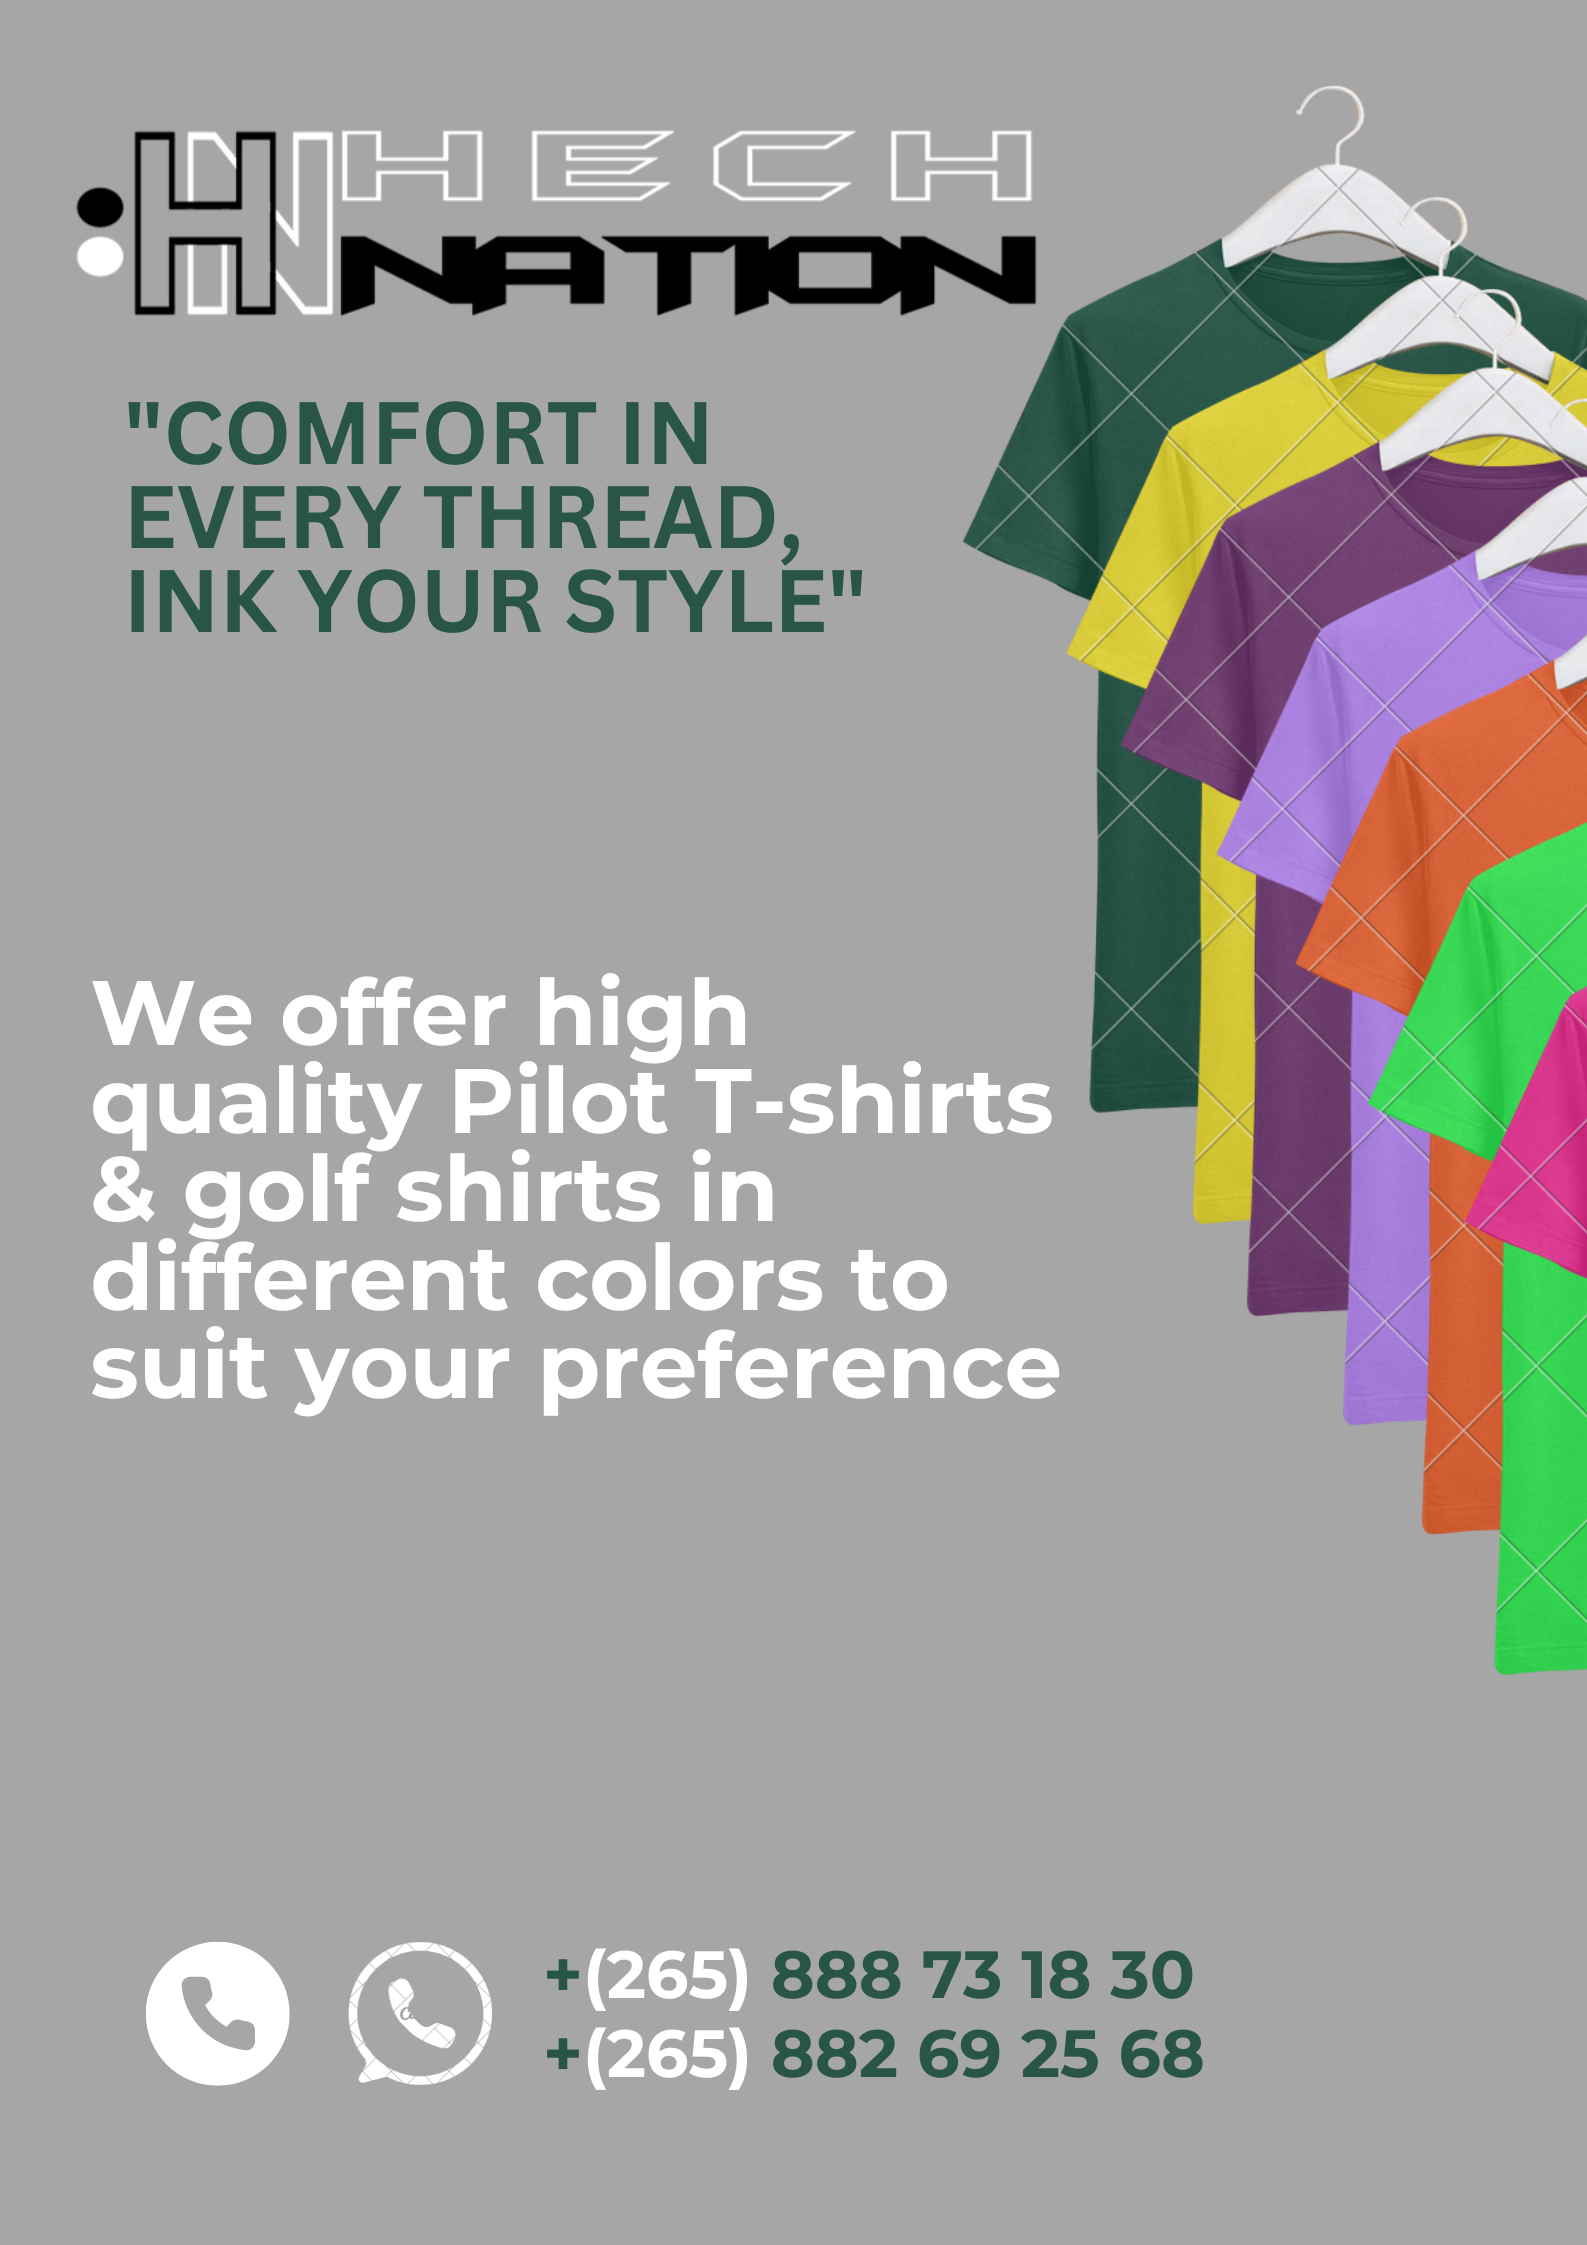 HN HECH
NATION
"COMFORT IN
EVERY THREAD,
INK YOUR STYLE"
We offer high
quality Pilot T-shirts
& golf shirts in
different colors to
suit your preference
+(265) 888 73 18 30
+(265) 882 69 25 68